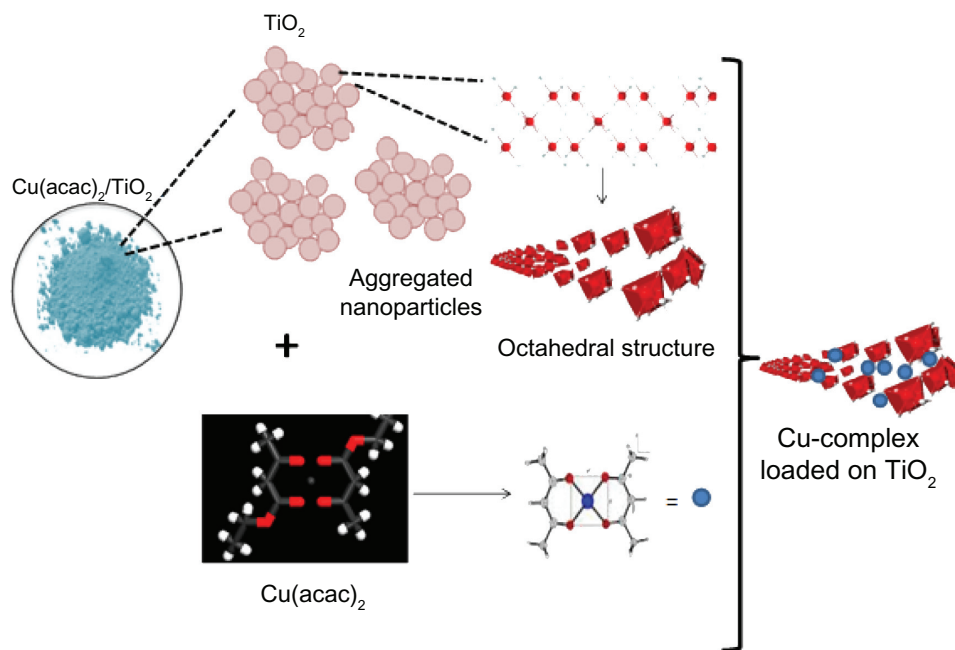 TiO₂
Cu(acac)₂/TiO₂
Aggregated
nanoparticles
+
Octahedral structure
Cu(acac)₂
=
Cu-complex
loaded on TiO₂